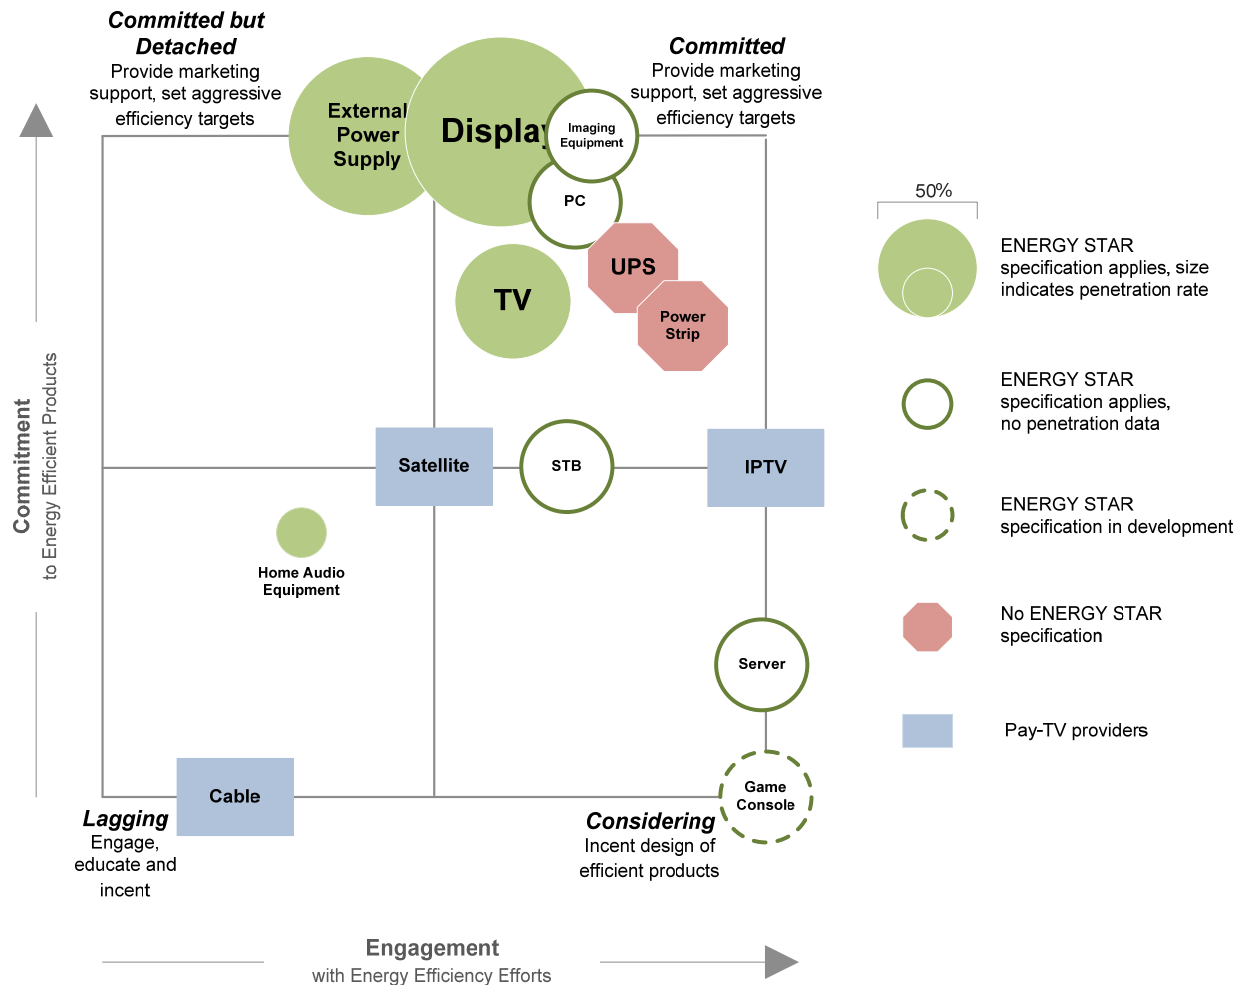 Committed but
Detached
Provide marketing
support, set aggressive
efficiency targets
Committed
Provide marketing
support, set aggressive
efficiency targets
External
Power
Supply
Display
Imaging
Equipment
PC
UPS
Power
Strip
TV
Satellite
STB
IPTV
Home Audio
Equipment
Server
Game
Console
Cable
Lagging
Engage,
educate and
incent
Considering
Incent design of
efficient products
Commitment
to Energy Efficient Products
Engagement
with Energy Efficiency Efforts
50%
ENERGY STAR
specification applies, size
indicates penetration rate
ENERGY STAR
specification applies,
no penetration data
ENERGY STAR
specification in development
No ENERGY STAR
specification
Pay-TV providers